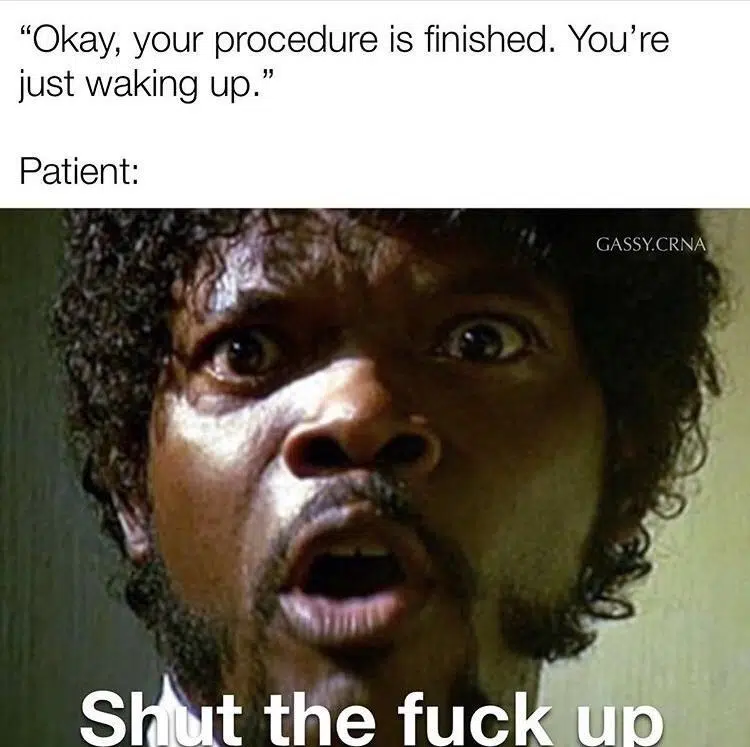 “Okay, your procedure is finished. You’re
just waking up.”
Patient:
GASSY.CRNA
Shut the fuck up